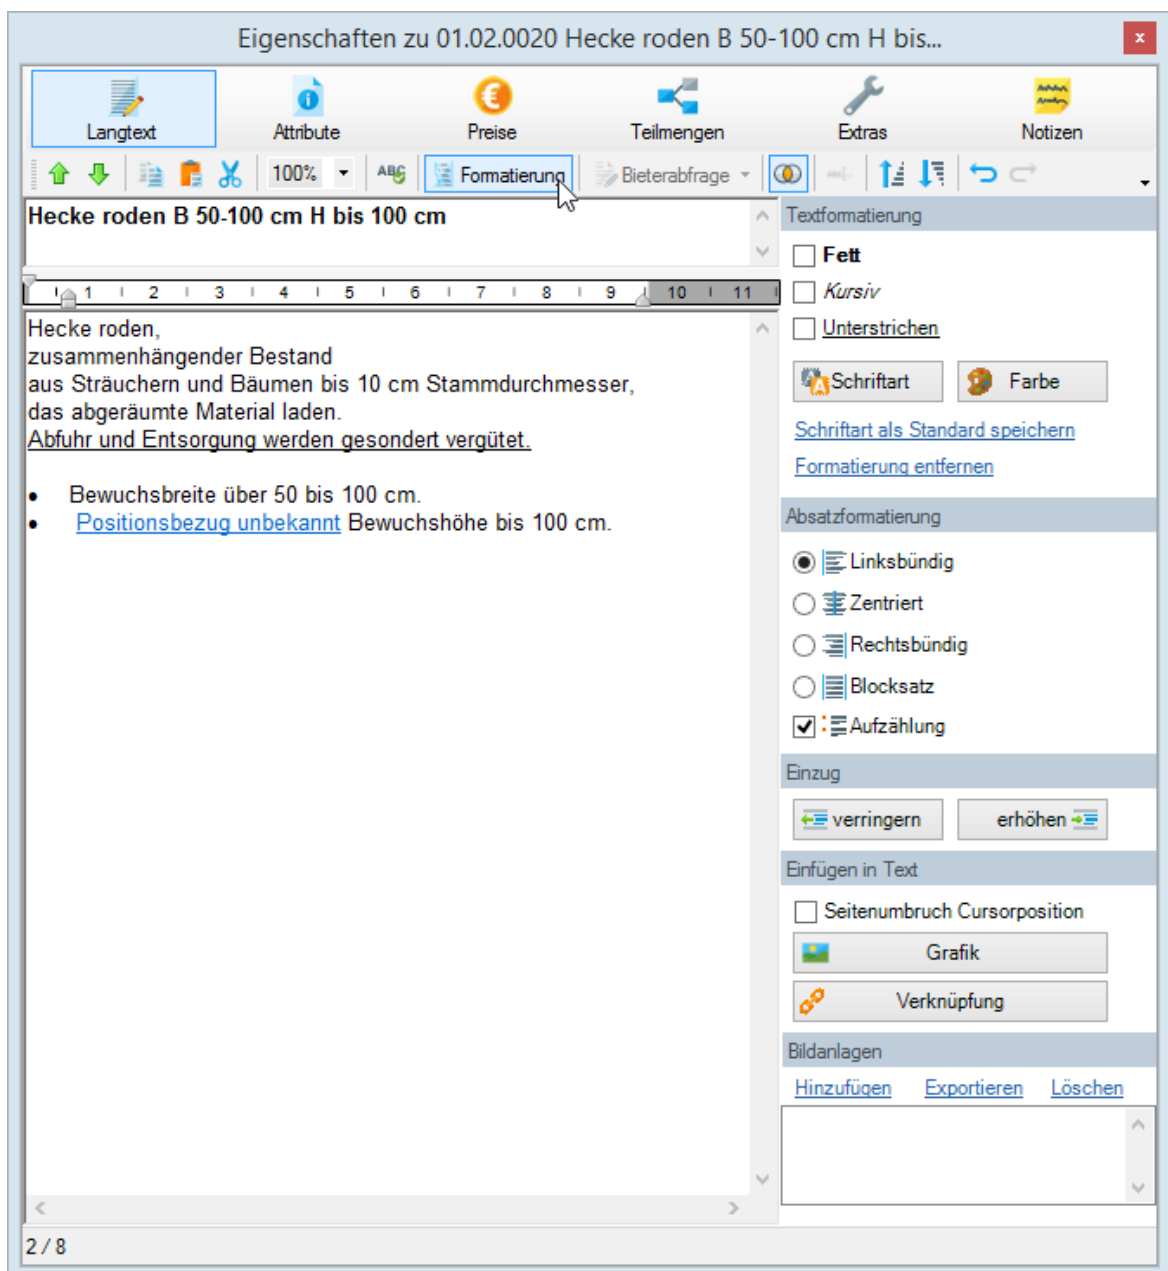 Eigenschaften zu 01.02.0020 Hecke roden B 50-100 cm H bis...
x
Langtext Attribute Preise Teilmengen Extras Notizen
100% ABC Formatierung Bieterabfrage
Hecke roden B 50-100 cm H bis 100 cm
1 2 3 4 5 6 7 8 9 10 11
Hecke roden,
zusammenhängender Bestand
aus Sträuchern und Bäumen bis 10 cm Stammdurchmesser,
das abgeräumte Material laden.
Abfuhr und Entsorgung werden gesondert vergütet.
• Bewuchsbreite über 50 bis 100 cm.
• Positionsbezug unbekannt Bewuchshöhe bis 100 cm.
Textformatierung
Fett
Kursiv
Unterstrichen
Schriftart Farbe
Schriftart als Standard speichern
Formatierung entfernen
Absatzformatierung
Linksbündig
Zentriert
Rechtsbündig
Blocksatz
Aufzählung
Einzug
verringern erhöhen
Einfügen in Text
Seitenumbruch Cursorposition
Grafik
Verknüpfung
Bildanlagen
Hinzufügen Exportieren Löschen
2 / 8